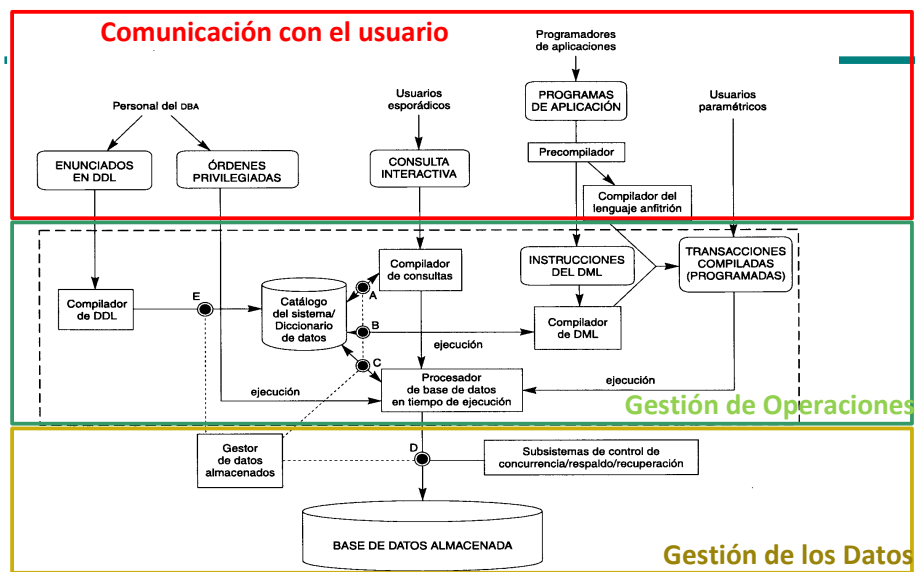 Comunicación con el usuario
Programadores
de aplicaciones
Personal del DBA
Usuarios
esporádicos
PROGRAMAS
DE APLICACIÓN
Usuarios
paramétricos
Precompilador
ENUNCIADOS
EN DDL
ÓRDENES
PRIVILEGIADAS
CONSULTA
INTERACTIVA
Compilador del
lenguaje anfitrión
Compilador
de consultas
INSTRUCCIONES
DEL DML
TRANSACCIONES
COMPILADAS
(PROGRAMADAS)
Compilador
de DDL
E
Catálogo
del sistema/
Diccionario
de datos
A
B
C
ejecución
Compilador
de DML
ejecución
Procesador
de base de datos
en tiempo de ejecución
ejecución
Gestión de Operaciones
Gestor
de datos
almacenados
D
Subsistemas de control de
concurrencia/respaldo/recuperación
BASE DE DATOS ALMACENADA
Gestión de los Datos